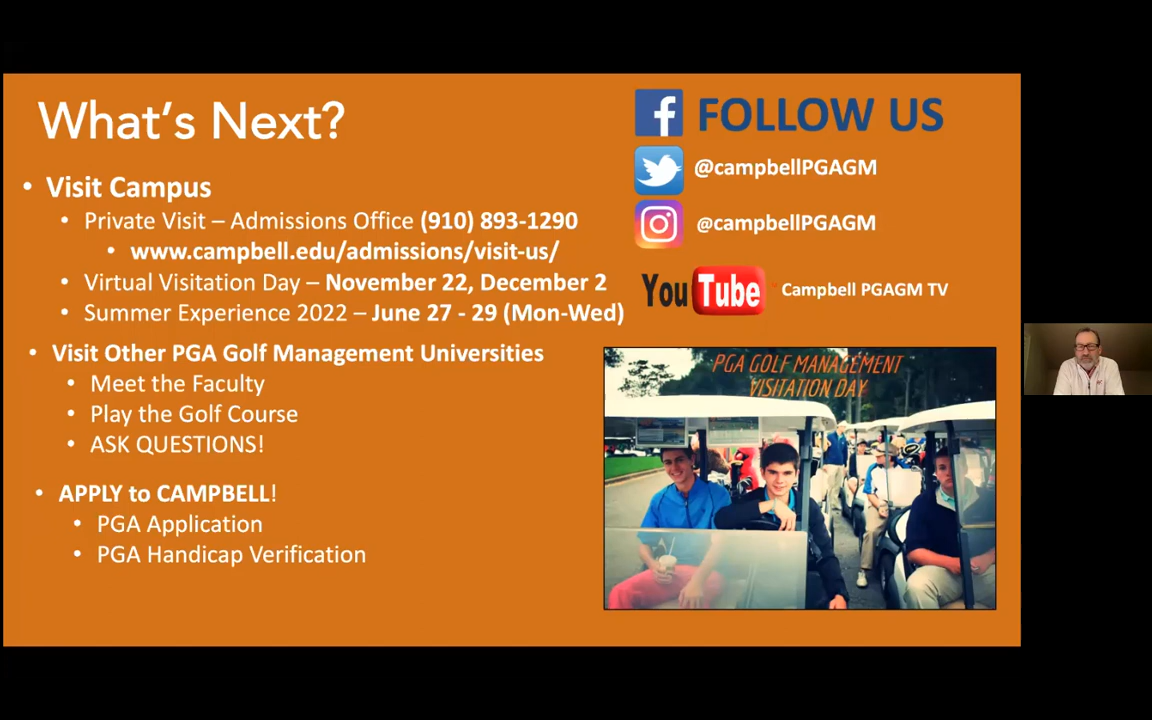 What's Next?
• Visit Campus
• Private Visit – Admissions Office (910) 893-1290
• www.campbell.edu/admissions/visit-us/
• Virtual Visitation Day – November 22, December 2
• Summer Experience 2022 – June 27 - 29 (Mon-Wed)
• Visit Other PGA Golf Management Universities
• Meet the Faculty
• Play the Golf Course
• ASK QUESTIONS!
• APPLY to CAMPBELL!
• PGA Application
• PGA Handicap Verification
f FOLLOW US
@campbellPGAGM
@campbellPGAGM
YouTube Campbell PGAGM TV
PGA GOLF MANAGEMENT
VISITATION DAY